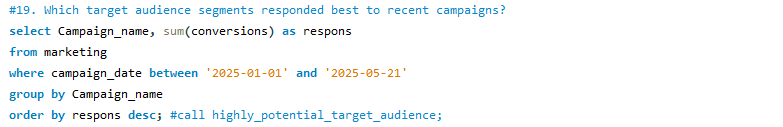 #19. Which target audience segments responded best to recent campaigns?
select Campaign_name, sum(conversions) as respons
from marketing
where campaign_date between '2025-01-01' and '2025-05-21'
group by Campaign_name
order by respons desc; #call highly_potential_target_audience;